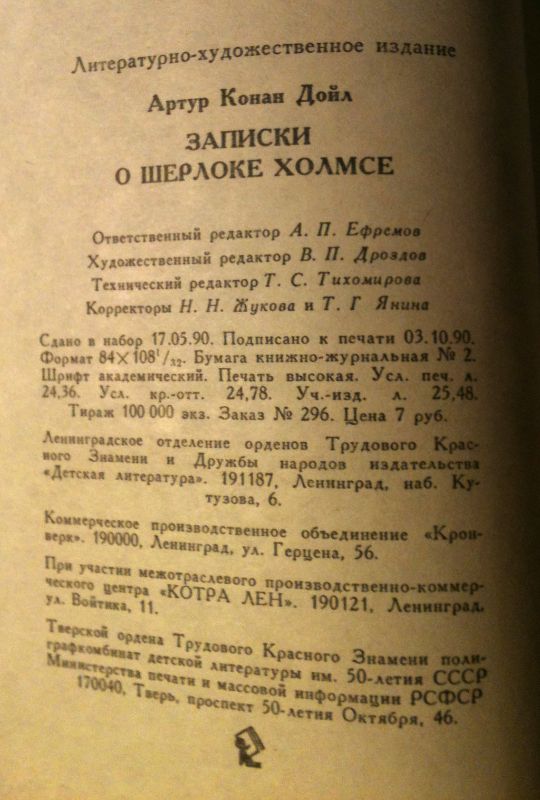 Литературно-художественное издание
Артур Конан Дойл
ЗАПИСКИ
О ШЕРЛОКЕ ХОЛМСЕ
Ответственный редактор А. П. Ефремов
Художественный редактор В. П. Дроздов
Технический редактор Т. С. Тихомирова
Корректоры Н. Н. Жукова и Т. Г Янина
Сдано в набор 17.05.90. Подписано к печати 03.10.90.
Формат 84×108¹/₃₂. Бумага книжно-журнальная № 2.
Шрифт академический. Печать высокая. Усл. печ. л.
24,36. Усл. кр.-отт. 24,78. Уч.-изд. л. 25,48.
Тираж 100 000 экз. Заказ № 296. Цена 7 руб.
Ленинградское отделение орденов Трудового Крас-
ного Знамени и Дружбы народов издательства
«Детская литература». 191187, Ленинград, наб. Ку-
тузова, 6.
Коммерческое производственное объединение «Крон-
верк». 190000, Ленинград, ул. Герцена, 56.
При участии межотраслевого производственно-коммер-
ческого центра «КОТРА ЛЕН». 190121, Ленинград,
ул. Войтика, 11.
Тверской ордена Трудового Красного Знамени поли-
графкомбинат детской литературы им. 50-летия СССР
Министерства печати и массовой информации РСФСР
170040, Тверь, проспект 50-летия Октября, 46.